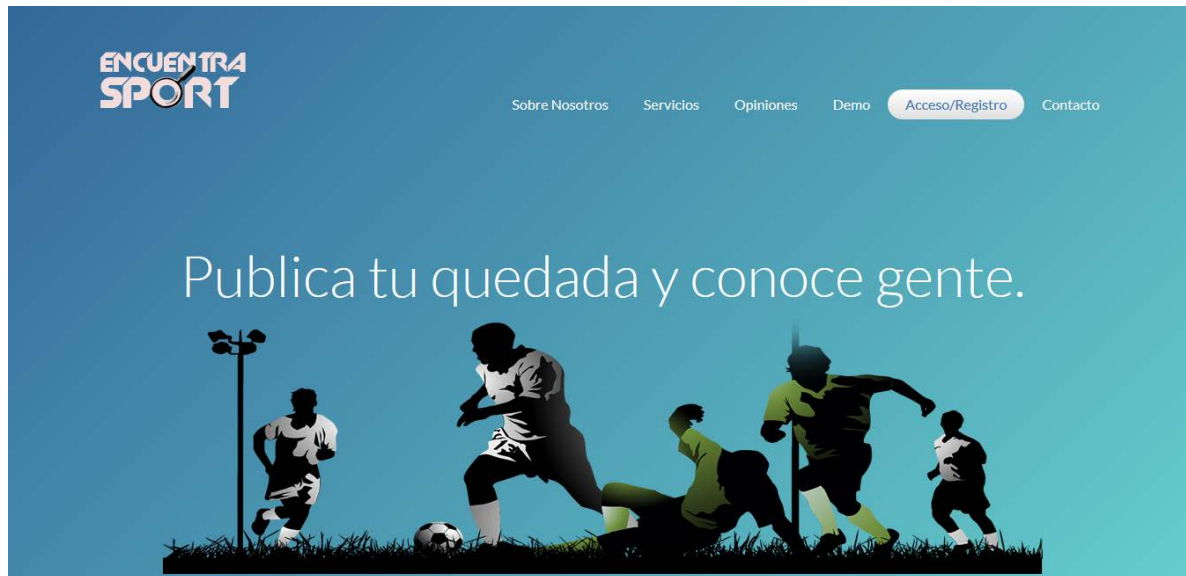 ENCUENTRA
SPORT
Sobre Nosotros Servicios Opiniones Demo Acceso/Registro Contacto
Publica tu quedada y conoce gente.